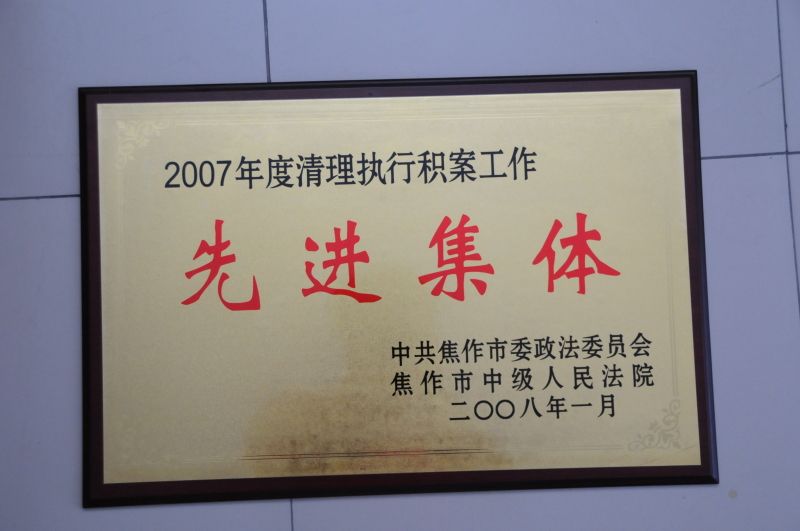 2007年度清理执行积案工作
先进集体
中共焦作市委政法委员会
焦作市中级人民法院
二〇〇八年一月